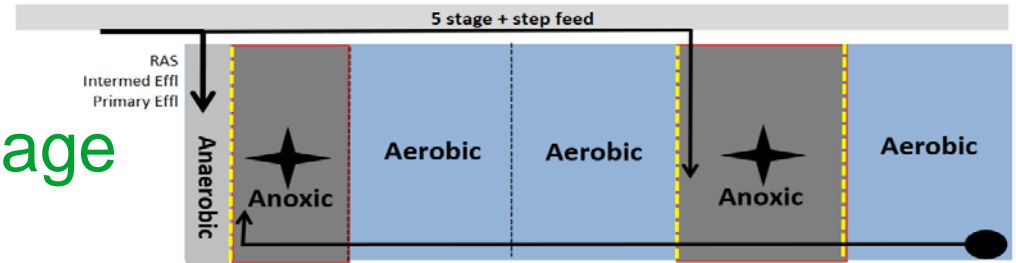 5 stage + step feed
RAS
Intermed Effl
Primary Effl
age
Anaerobic
Anoxic
Aerobic
Aerobic
Anoxic
Aerobic